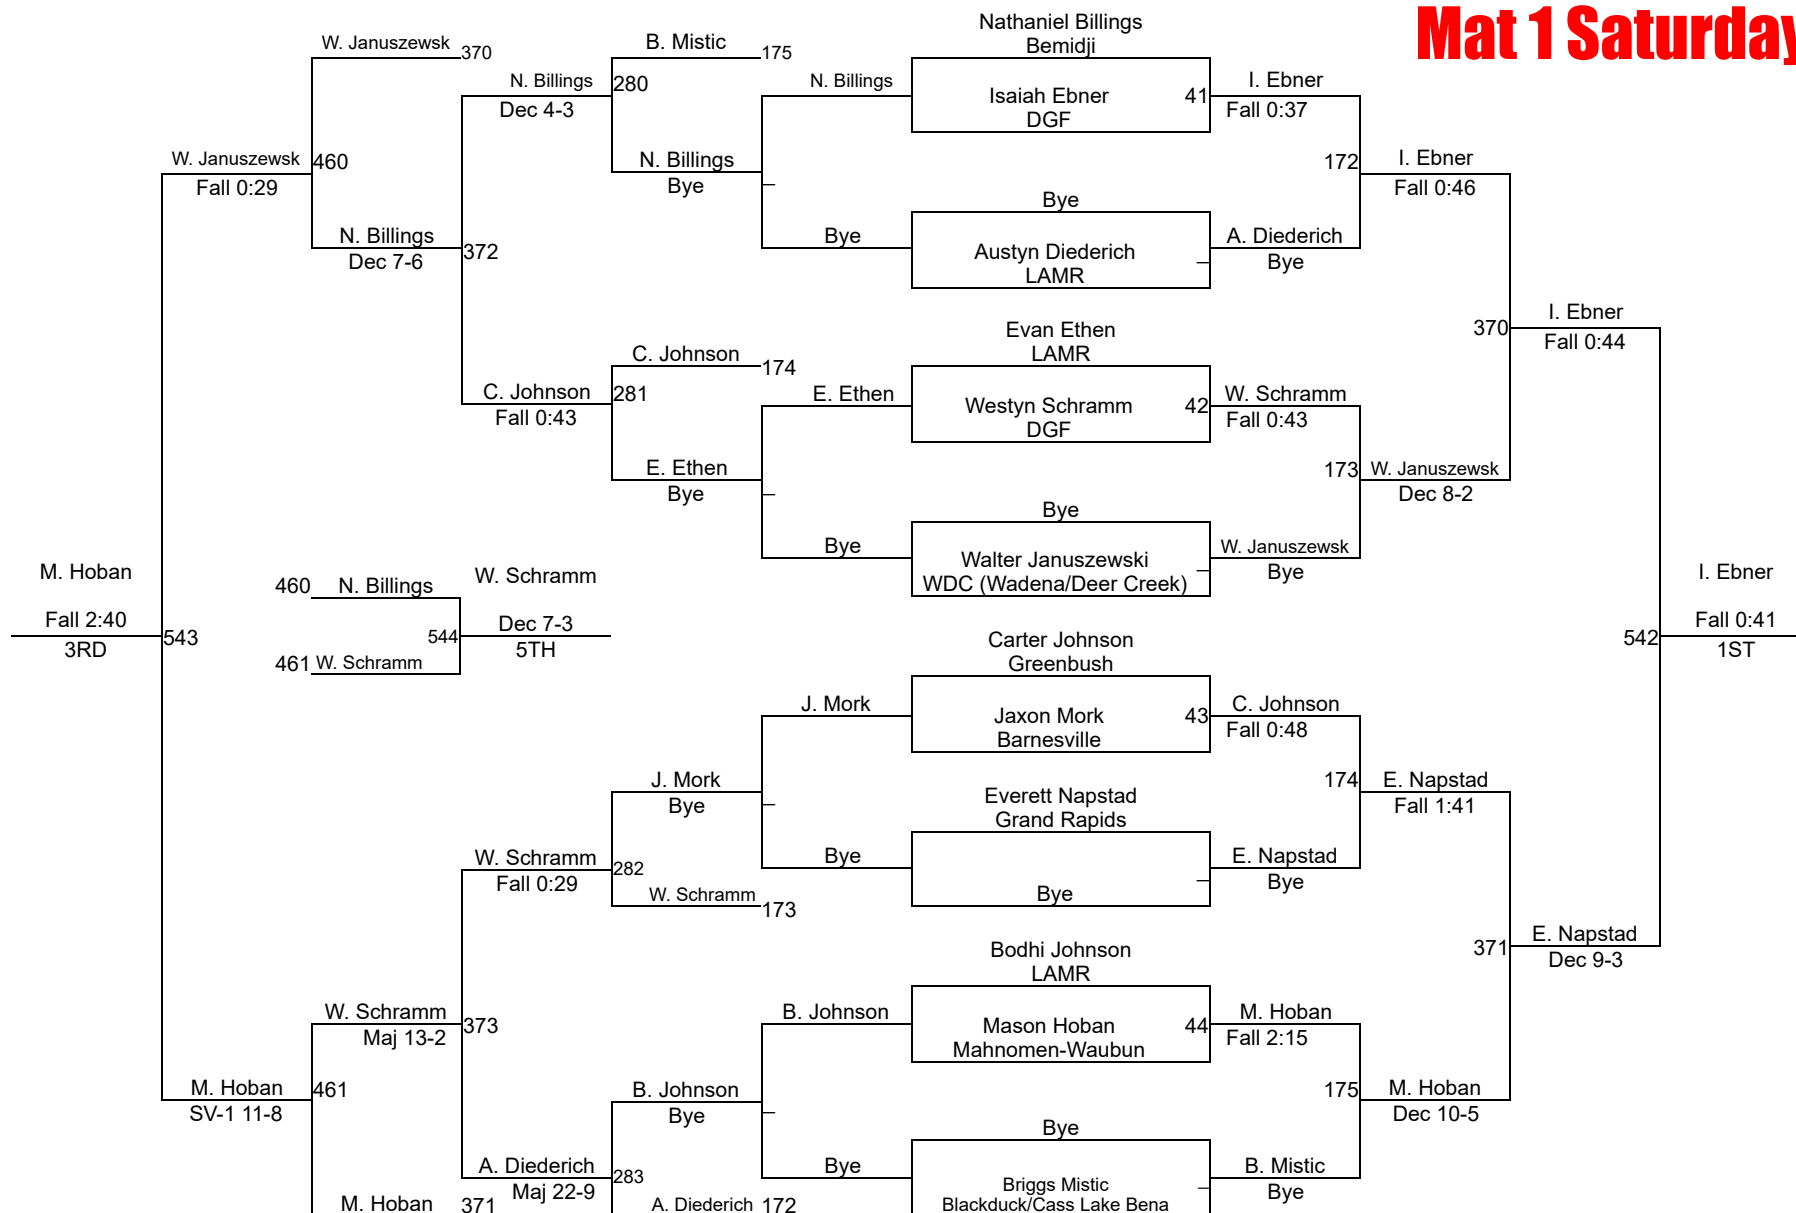 Mat 1 Saturday
Nathaniel Billings
Bemidji
W. Januszewsk
370
B. Mistic
175
N. Billings
280
Dec 4-3
N. Billings
Isaiah Ebner
DGF
41
I. Ebner
Fall 0:37
W. Januszewsk
460
Fall 0:29
N. Billings
Bye
–
172
I. Ebner
Fall 0:46
Bye
N. Billings
372
Dec 7-6
Bye
Austyn Diederich
LAMR
–
A. Diederich
Bye
Evan Ethen
LAMR
370
I. Ebner
Fall 0:44
C. Johnson
174
C. Johnson
281
Fall 0:43
E. Ethen
Westyn Schramm
DGF
42
W. Schramm
Fall 0:43
E. Ethen
Bye
–
173
W. Januszewsk
Dec 8-2
Bye
Bye
Walter Januszewski
WDC (Wadena/Deer Creek)
–
W. Januszewsk
Bye
M. Hoban
Fall 2:40
3RD
543
460
N. Billings
461
W. Schramm
544
W. Schramm
Dec 7-3
5TH
I. Ebner
Fall 0:41
1ST
542
Carter Johnson
Greenbush
J. Mork
Jaxon Mork
Barnesville
43
C. Johnson
Fall 0:48
J. Mork
Bye
–
Everett Napstad
Grand Rapids
174
E. Napstad
Fall 1:41
W. Schramm
282
Fall 0:29
Bye
W. Schramm
173
Bye
–
E. Napstad
Bye
371
E. Napstad
Dec 9-3
Bodhi Johnson
LAMR
W. Schramm
373
Maj 13-2
B. Johnson
Mason Hoban
Mahnomen-Waubun
44
M. Hoban
Fall 2:15
M. Hoban
461
SV-1 11-8
B. Johnson
Bye
–
175
M. Hoban
Dec 10-5
Bye
A. Diederich
283
Maj 22-9
Bye
Briggs Mistic
Blackduck/Cass Lake Bena
–
B. Mistic
Bye
M. Hoban
371
A. Diederich
172